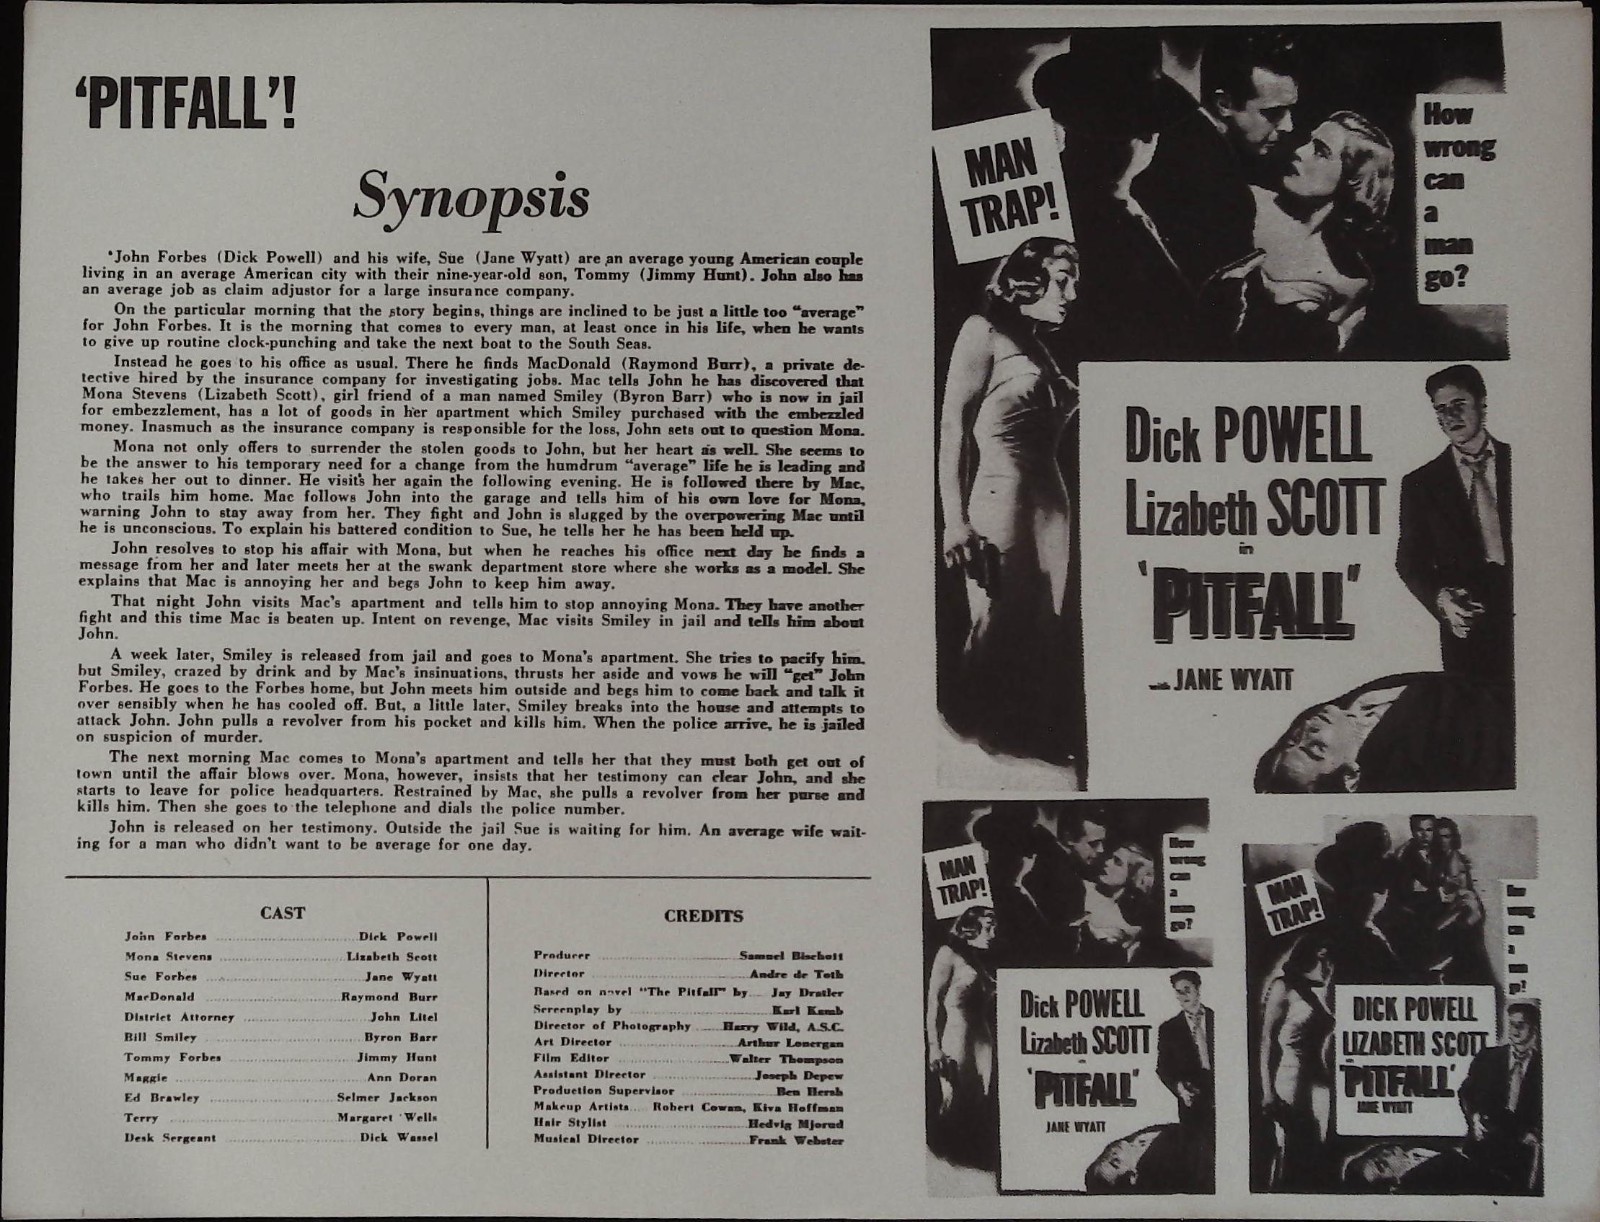 'PITFALL'!
Synopsis
'John Forbes (Dick Powell) and his wife, Sue (Jane Wyatt) are an average young American couple
living in an average American city with their nine-year-old son, Tommy (Jimmy Hunt). John also has
an average job as claim adjustor for a large insurance company.
On the particular morning that the story begins, things are inclined to be just a little too "average"
for John Forbes. It is the morning that comes to every man, at least once in his life, when he wants
to give up routine clock-punching and take the next boat to the South Seas.
Instead he goes to his office as usual. There he finds MacDonald (Raymond Burr), a private de-
tective hired by the insurance company for investigating jobs. Mac tells John he has discovered that
Mona Stevens (Lizabeth Scott), girl friend of a man named Smiley (Byron Barr) who is now in jail
for embezzlement, has a lot of goods in her apartment which Smiley purchased with the embezzled
money. Inasmuch as the insurance company is responsible for the loss, John sets out to question Mona.
Mona not only offers to surrender the stolen goods to John, but her heart as well. She seems to
be the answer to his temporary need for a change from the humdrum "average" life he is leading and
he takes her out to dinner. He visits her again the following evening. He is followed there by Mac,
who trails him home. Mac follows John into the garage and tells him of his own love for Mona,
warning John to stay away from her. They fight and John is slugged by the overpowering Mac until
he is unconscious. To explain his battered condition to Sue, he tells her he has been held up.
John resolves to stop his affair with Mona, but when he reaches his office next day he finds a
message from her and later meets her at the swank department store where she works as a model. She
explains that Mac is annoying her and begs John to keep him away.
That night John visits Mac's apartment and tells him to stop annoying Mona. They have another
fight and this time Mac is beaten up. Intent on revenge, Mac visits Smiley in jail and tells him about
John.
A week later, Smiley is released from jail and goes to Mona's apartment. She tries to pacify him.
but Smiley, crazed by drink and by Mac's insinuations, thrusts her aside and vows he will "get" John
Forbes. He goes to the Forbes home, but John meets him outside and begs him to come back and talk it
over sensibly when he has cooled off. But, a little later, Smiley breaks into the house and attempts to
attack John. John pulls a revolver from his pocket and kills him. When the police arrive, he is jailed
on suspicion of murder.
The next morning Mac comes to Mona's apartment and tells her that they must both get out of
town until the affair blows over. Mona, however, insists that her testimony can clear John, and she
starts to leave for police headquarters. Restrained by Mac, she pulls a revolver from her purse and
kills him. Then she goes to the telephone and dials the police number.
John is released on her testimony. Outside the jail Sue is waiting for him. An average wife wait-
ing for a man who didn't want to be average for one day.
CAST
John Forbes Dick Powell
Mona Stevens Lizabeth Scott
Sue Forbes Jane Wyatt
MacDonald Raymond Burr
District Attorney John Litel
Bill Smiley Byron Barr
Tommy Forbes Jimmy Hunt
Maggie Ann Doran
Ed Brawley Selmer Jackson
Terry Margaret Wells
Desk Sergeant Dick Wassel
CREDITS
Producer Samuel Bischoff
Director Andre de Toth
Based on novel "The Pitfall" by Jay Dratler
Screenplay by Karl Kamb
Director of Photography Harry Wild, A.S.C.
Art Director Arthur Lonergan
Film Editor Walter Thompson
Assistant Director Joseph Depew
Production Supervisor Ben Hersh
Makeup Artists Robert Cowan, Kiva Hoffman
Hair Stylist Hedvig Mjorud
Musical Director Frank Webster
MAN
TRAP!
How
wrong
can
a
man
go?
Dick POWELL
Lizabeth SCOTT
in
'PITFALL'
JANE WYATT
MAN
TRAP!
How
wrong
can
a
man
go?
Dick POWELL
Lizabeth SCOTT
'PITFALL'
JANE WYATT
MAN
TRAP!
DICK POWELL
LIZABETH SCOTT
'PITFALL'
JANE WYATT